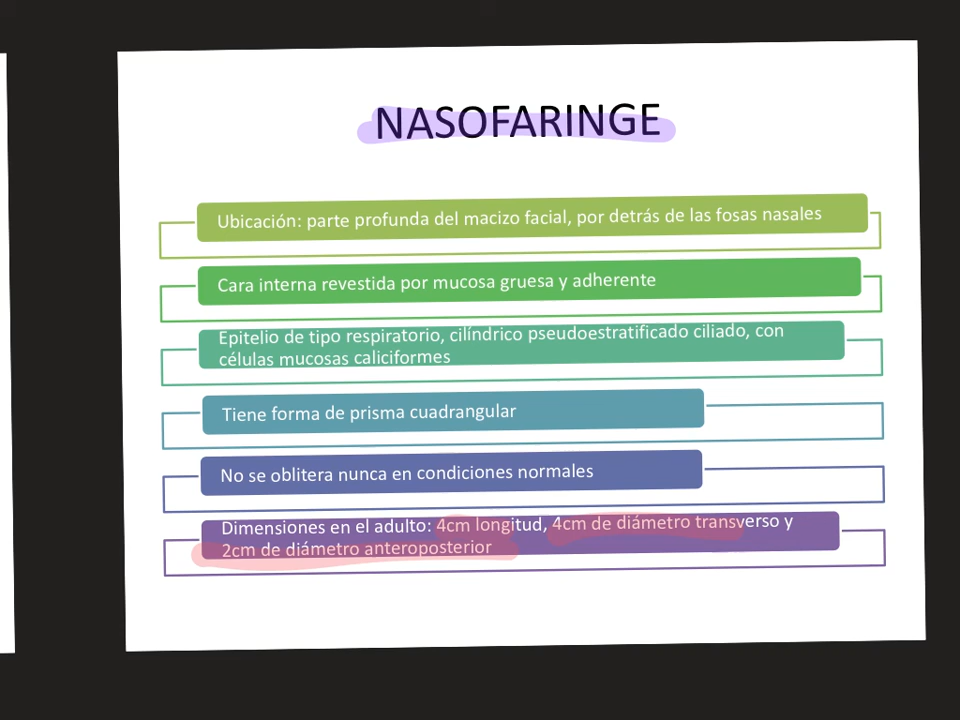 NASOFARINGE
Ubicación: parte profunda del macizo facial, por detrás de las fosas nasales
Cara interna revestida por mucosa gruesa y adherente
Epitelio de tipo respiratorio, cilíndrico pseudoestratificado ciliado, con
células mucosas caliciformes
Tiene forma de prisma cuadrangular
No se oblitera nunca en condiciones normales
Dimensiones en el adulto: 4cm longitud, 4cm de diámetro transverso y
2cm de diámetro anteroposterior